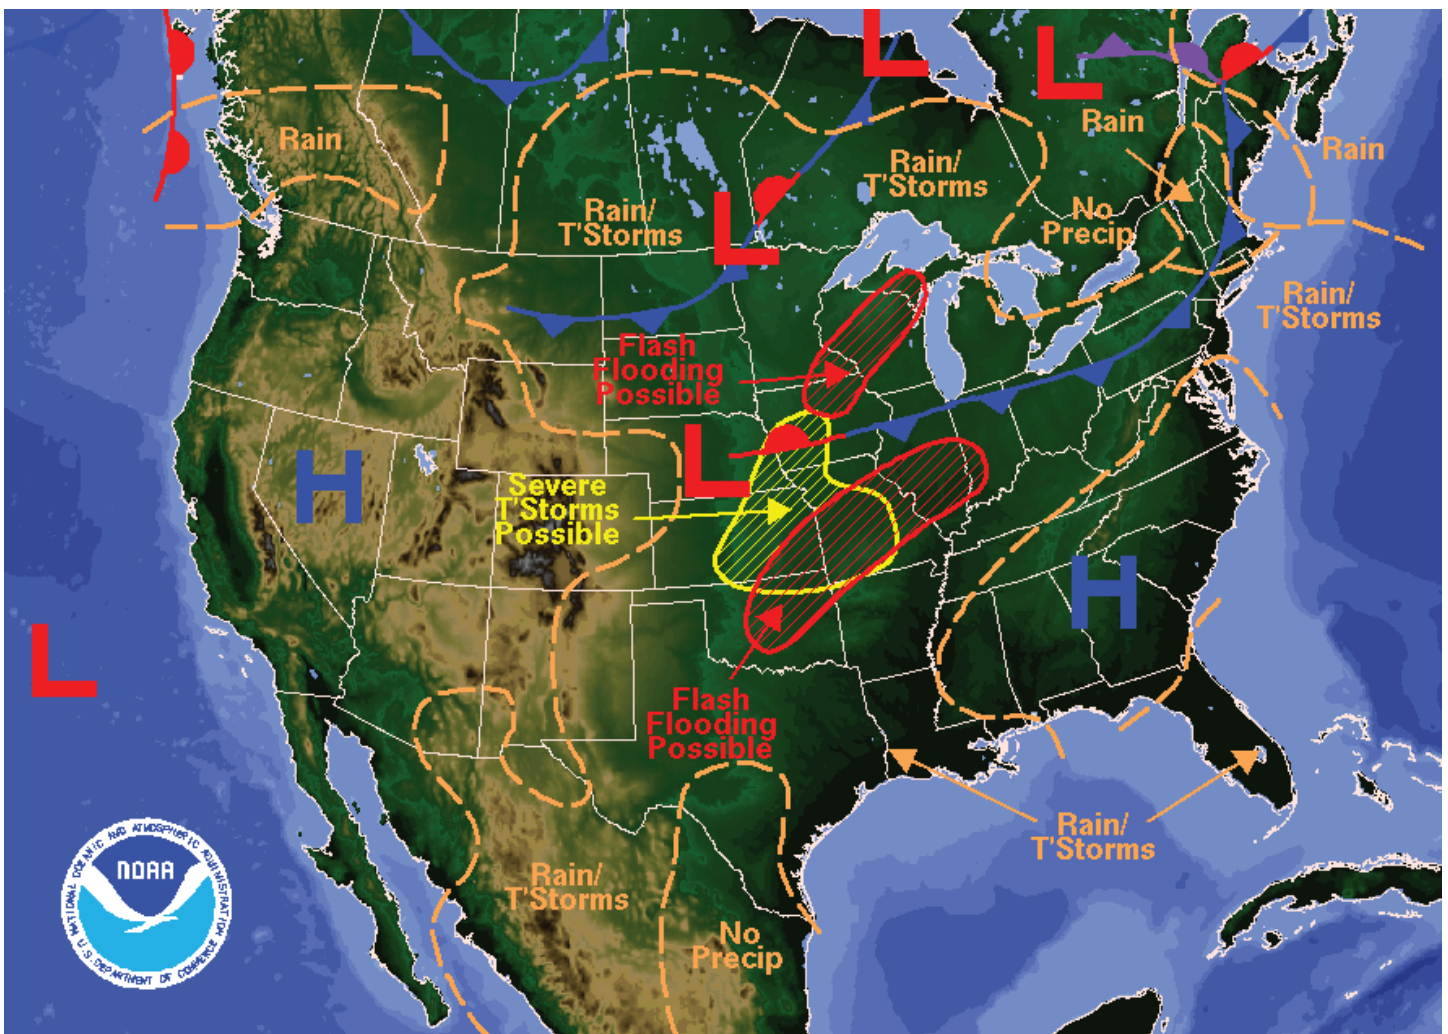 L
L
Rain
Rain
Rain
Rain/
T'Storms
Rain/
T'Storms
No
Precip
L
Rain/
T'Storms
Flash
Flooding
Possible
L
H
Severe
T'Storms
Possible
H
L
Flash
Flooding
Possible
Rain/
T'Storms
Rain/
T'Storms
No
Precip
NOAA
NATIONAL OCEANIC AND ATMOSPHERIC ADMINISTRATION
U.S. DEPARTMENT OF COMMERCE